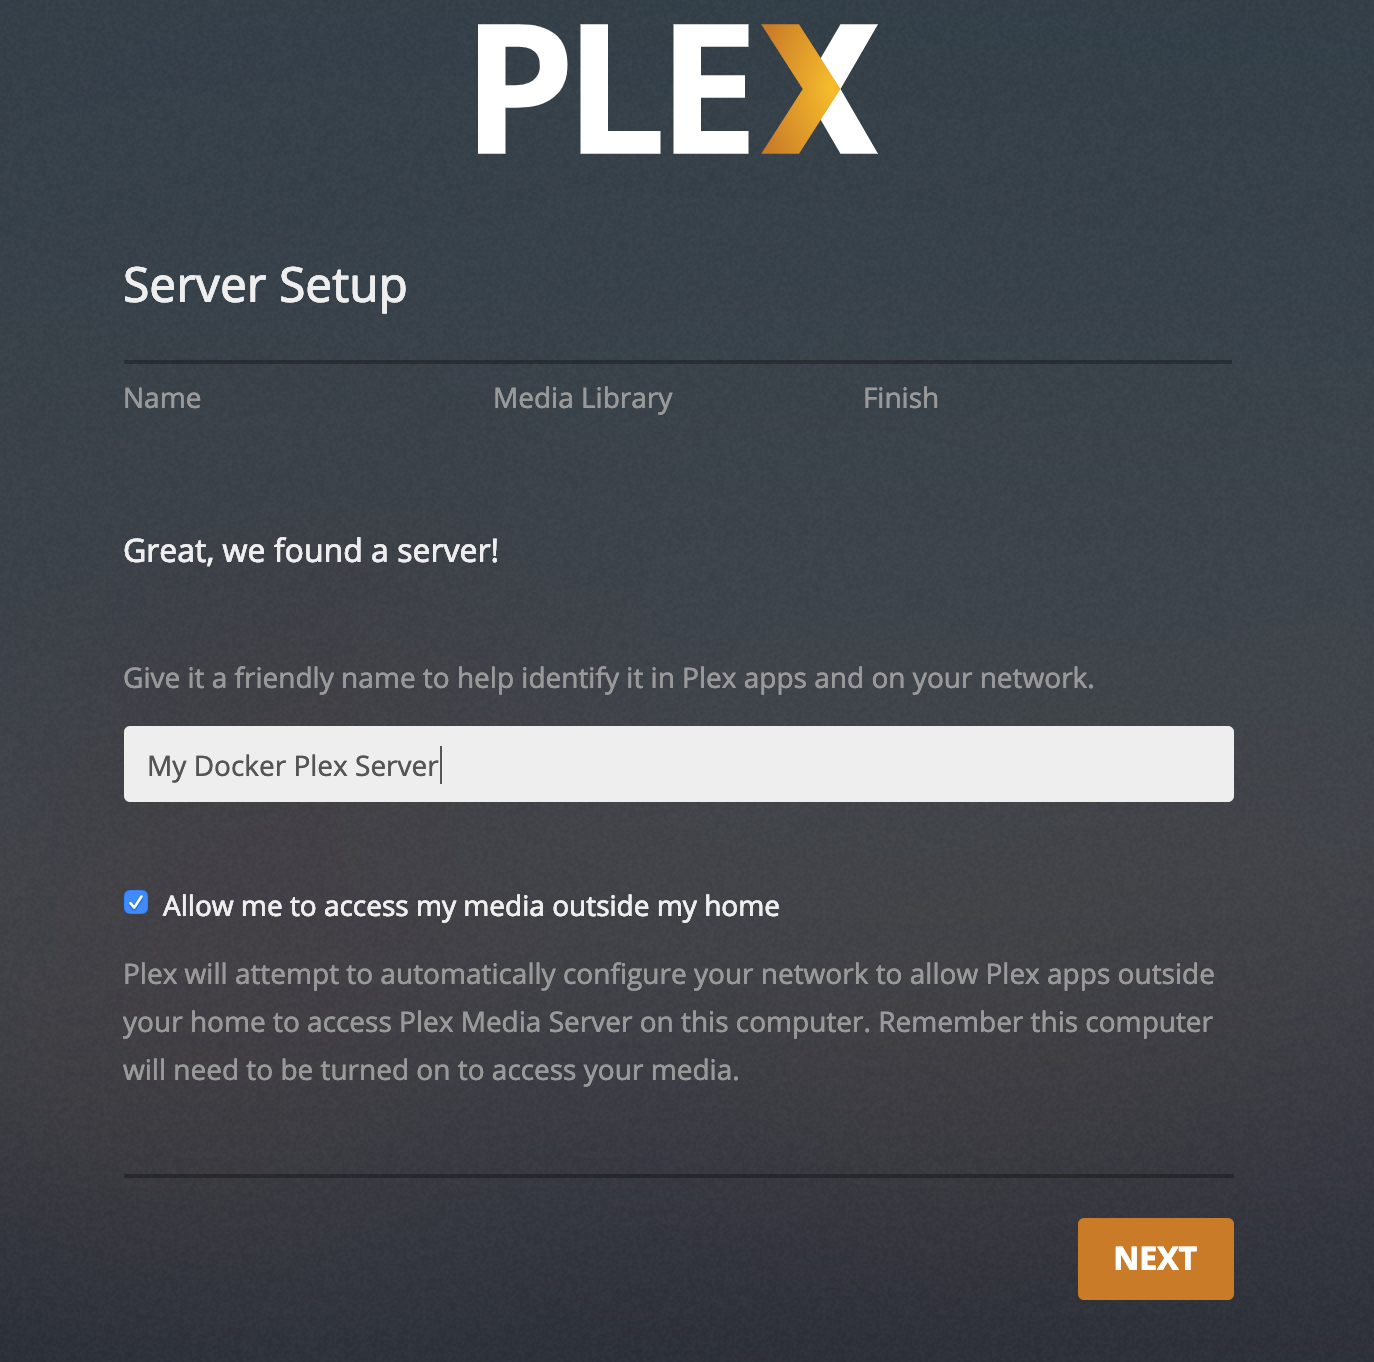 PLEX
Server Setup
Name Media Library Finish
Great, we found a server!
Give it a friendly name to help identify it in Plex apps and on your network.
My Docker Plex Server
Allow me to access my media outside my home
Plex will attempt to automatically configure your network to allow Plex apps outside
your home to access Plex Media Server on this computer. Remember this computer
will need to be turned on to access your media.
NEXT